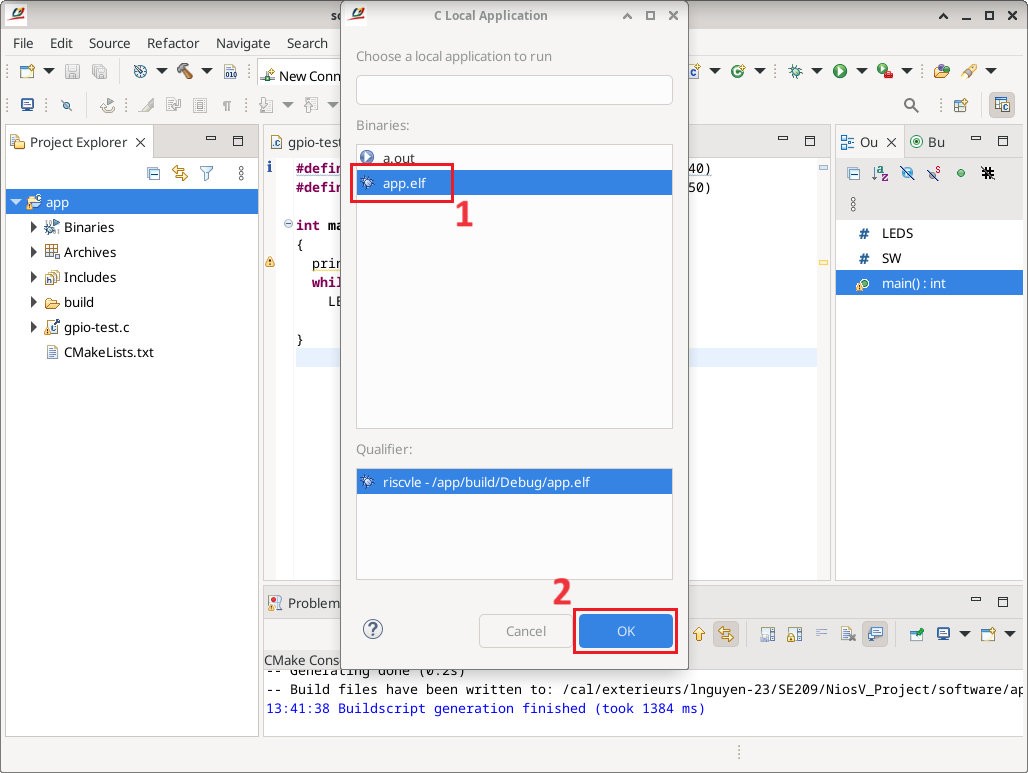 C Local Application
File Edit Source Refactor Navigate Search
Choose a local application to run
New Conn
010
Binaries:
a.out
app.elf
1
Qualifier:
riscvle - /app/build/Debug/app.elf
2
Cancel
OK
Project Explorer
app
Binaries
Archives
Includes
build
gpio-test.c
CMakeLists.txt
gpio-test
#defin 40)
#defin 50)
int ma
{
prin
whil
LE
}
Ou
Bu
LEDS
SW
main() : int
Problem
CMake Cons
-- Generating done (0.2s)
-- Build files have been written to: /cal/exterieurs/lnguyen-23/SE209/NiosV_Project/software/ap
13:41:38 Buildscript generation finished (took 1384 ms)